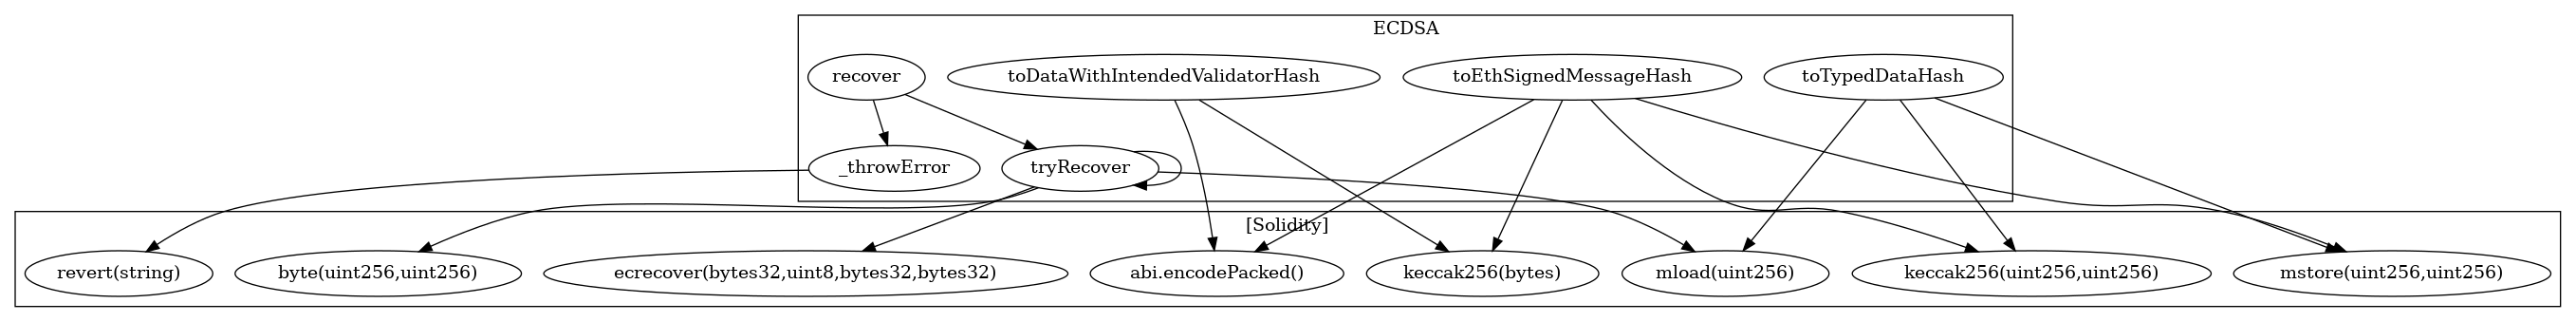 ECDSA
recover
toDataWithIntendedValidatorHash
toEthSignedMessageHash
toTypedDataHash
_throwError
tryRecover
[Solidity]
revert(string)
byte(uint256,uint256)
ecrecover(bytes32,uint8,bytes32,bytes32)
abi.encodePacked()
keccak256(bytes)
mload(uint256)
keccak256(uint256,uint256)
mstore(uint256,uint256)